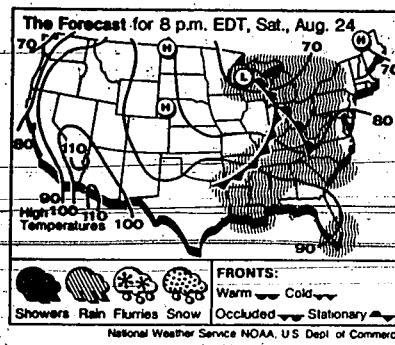 The Forecast for 8 p.m. EDT, Sat., Aug. 24
70
H
70
H
70
L
H
80
80
110
90
High 100 110 100
Temperatures
90
FRONTS:
Warm Cold
Showers Rain Flurries Snow
Occluded Stationary
National Weather Service NOAA, U.S. Dept. of Commerce